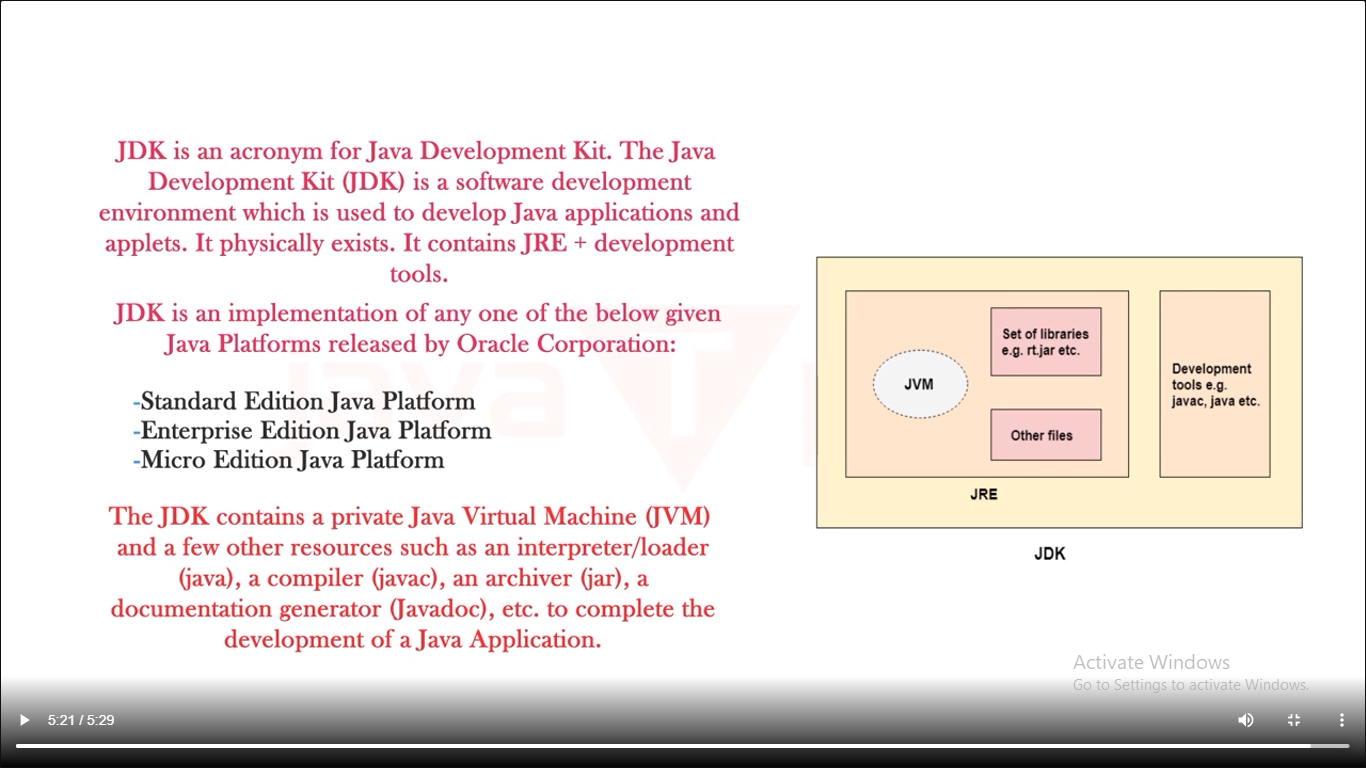 JDK is an acronym for Java Development Kit. The Java
Development Kit (JDK) is a software development
environment which is used to develop Java applications and
applets. It physically exists. It contains JRE + development
tools.
JDK is an implementation of any one of the below given
Java Platforms released by Oracle Corporation:
-Standard Edition Java Platform
-Enterprise Edition Java Platform
-Micro Edition Java Platform
The JDK contains a private Java Virtual Machine (JVM)
and a few other resources such as an interpreter/loader
(java), a compiler (javac), an archiver (jar), a
documentation generator (Javadoc), etc. to complete the
development of a Java Application.
Set of libraries
e.g. rt.jar etc.
JVM
Other files
Development
tools e.g.
javac, java etc.
JRE
JDK
Activate Windows
Go to Settings to activate Windows.
5:21 / 5:29